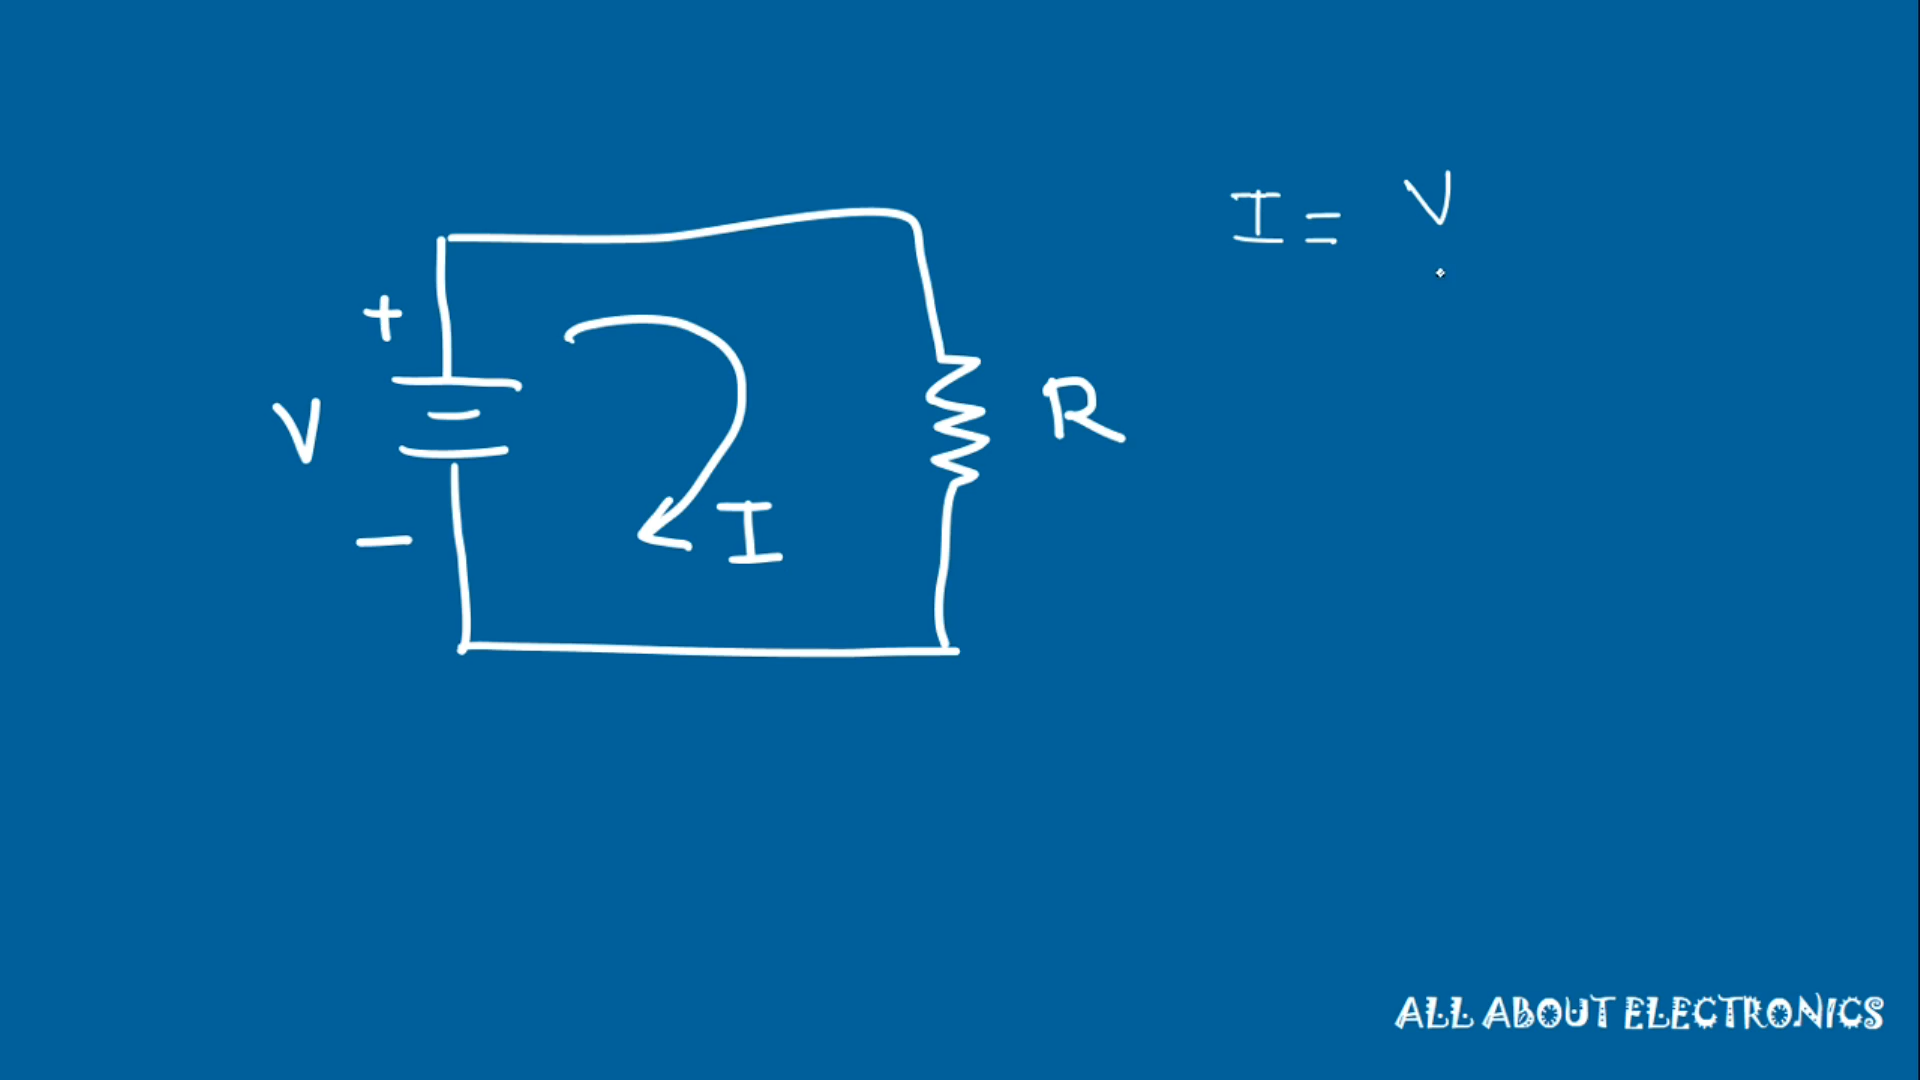 I = V
+
V
R
I
−
ALL ABOUT ELECTRONICS